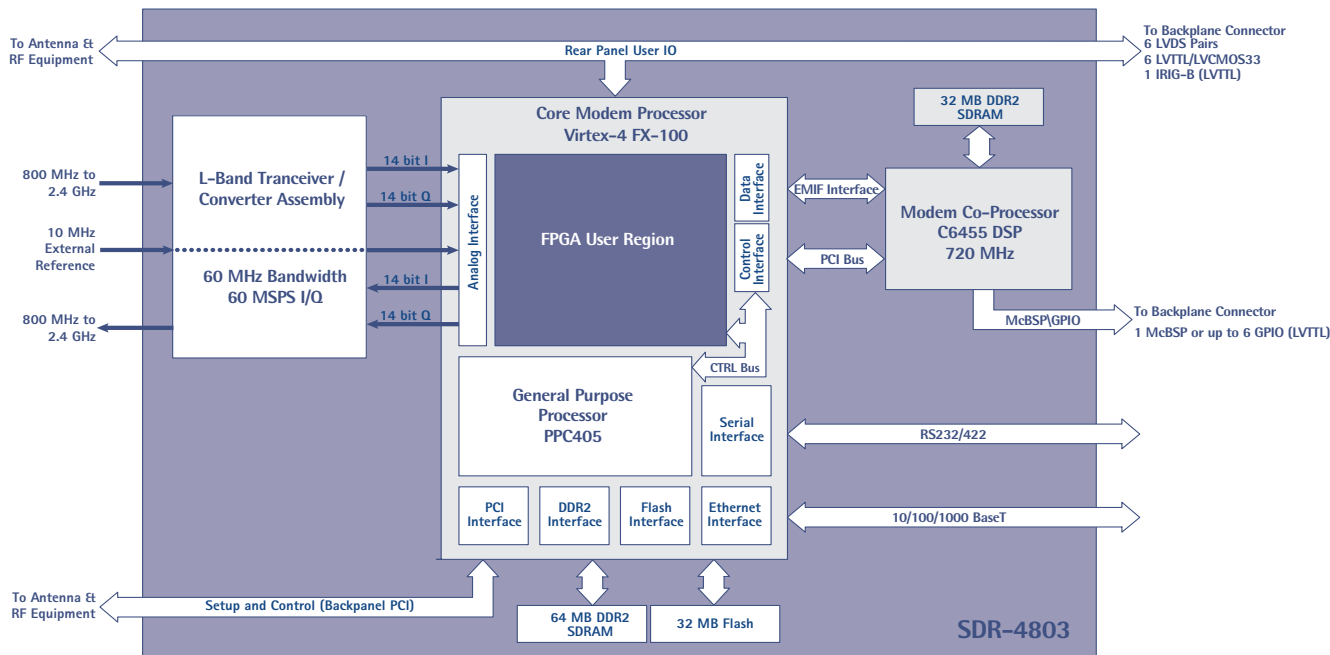 To Antenna &
RF Equipment
Rear Panel User IO
To Backplane Connector
6 LVDS Pairs
6 LVTTL/LVCMOS33
1 IRIG-B (LVTTL)
Core Modem Processor
Virtex-4 FX-100
32 MB DDR2
SDRAM
L-Band Tranceiver /
Converter Assembly
60 MHz Bandwidth
60 MSPS I/Q
800 MHz to
2.4 GHz
10 MHz
External
Reference
800 MHz to
2.4 GHz
14 bit I
14 bit Q
14 bit I
14 bit Q
Analog Interface
FPGA User Region
Data
Interface
Control
Interface
EMIF Interface
PCI Bus
Modem Co-Processor
C6455 DSP
720 MHz
McBSP\GPIO
To Backplane Connector
1 McBSP or up to 6 GPIO (LVTTL)
CTRL Bus
General Purpose
Processor
PPC405
Serial
Interface
RS232/422
PCI
Interface
DDR2
Interface
Flash
Interface
Ethernet
Interface
10/100/1000 BaseT
To Antenna &
RF Equipment
Setup and Control (Backpanel PCI)
64 MB DDR2
SDRAM
32 MB Flash
SDR-4803